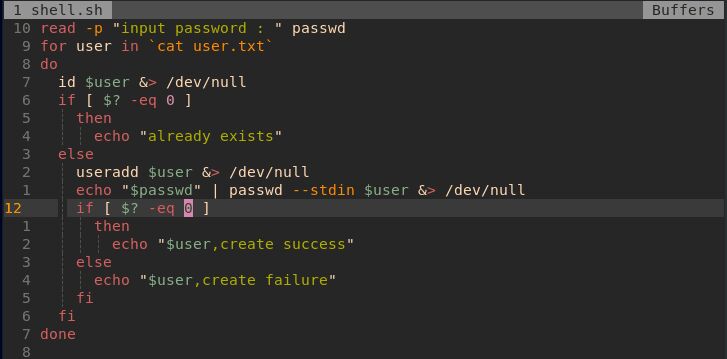 1 shell.sh Buffers
10 read -p "input password : " passwd
9 for user in `cat user.txt`
8 do
7 id $user &> /dev/null
6 if [ $? -eq 0 ]
5 then
4 echo "already exists"
3 else
2 useradd $user &> /dev/null
1 echo "$passwd" | passwd --stdin $user &> /dev/null
12 if [ $? -eq 0 ]
1 then
2 echo "$user,create success"
3 else
4 echo "$user,create failure"
5 fi
6 fi
7 done
8